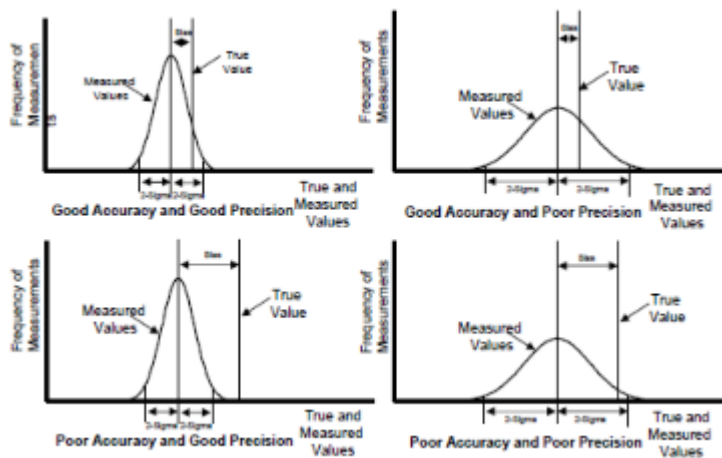 Frequency of
Measuremen
ts
Bias
True
Value
Measured
Values
3-Sigma 3-Sigma
True and
Measured
Values
Good Accuracy and Good Precision
Frequency of
Measurements
Bias
True
Value
Measured
Values
3-Sigma 3-Sigma
True and
Measured
Values
Good Accuracy and Poor Precision
Frequency of
Measurements
Bias
True
Value
Measured
Values
3-Sigma 3-Sigma
True and
Measured
Values
Poor Accuracy and Good Precision
Frequency of
Measurements
Bias
True
Value
Measured
Values
3-Sigma 3-Sigma
True and
Measured
Values
Poor Accuracy and Poor Precision